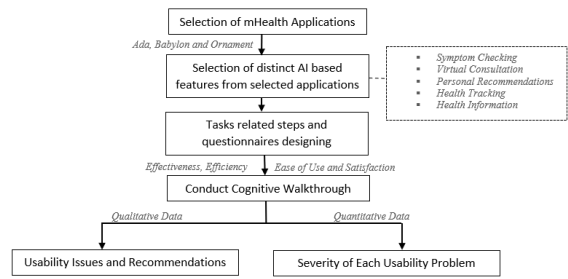 Selection of mHealth Applications
Ada, Babylon and Ornament
Selection of distinct AI based
features from selected applications
▪ Symptom Checking
▪ Virtual Consultation
▪ Personal Recommendations
▪ Health Tracking
▪ Health Information
Tasks related steps and
questionnaires designing
Effectiveness, Efficiency
Ease of Use and Satisfaction
Conduct Cognitive Walkthrough
Qualitative Data
Quantitative Data
Usability Issues and Recommendations
Severity of Each Usability Problem